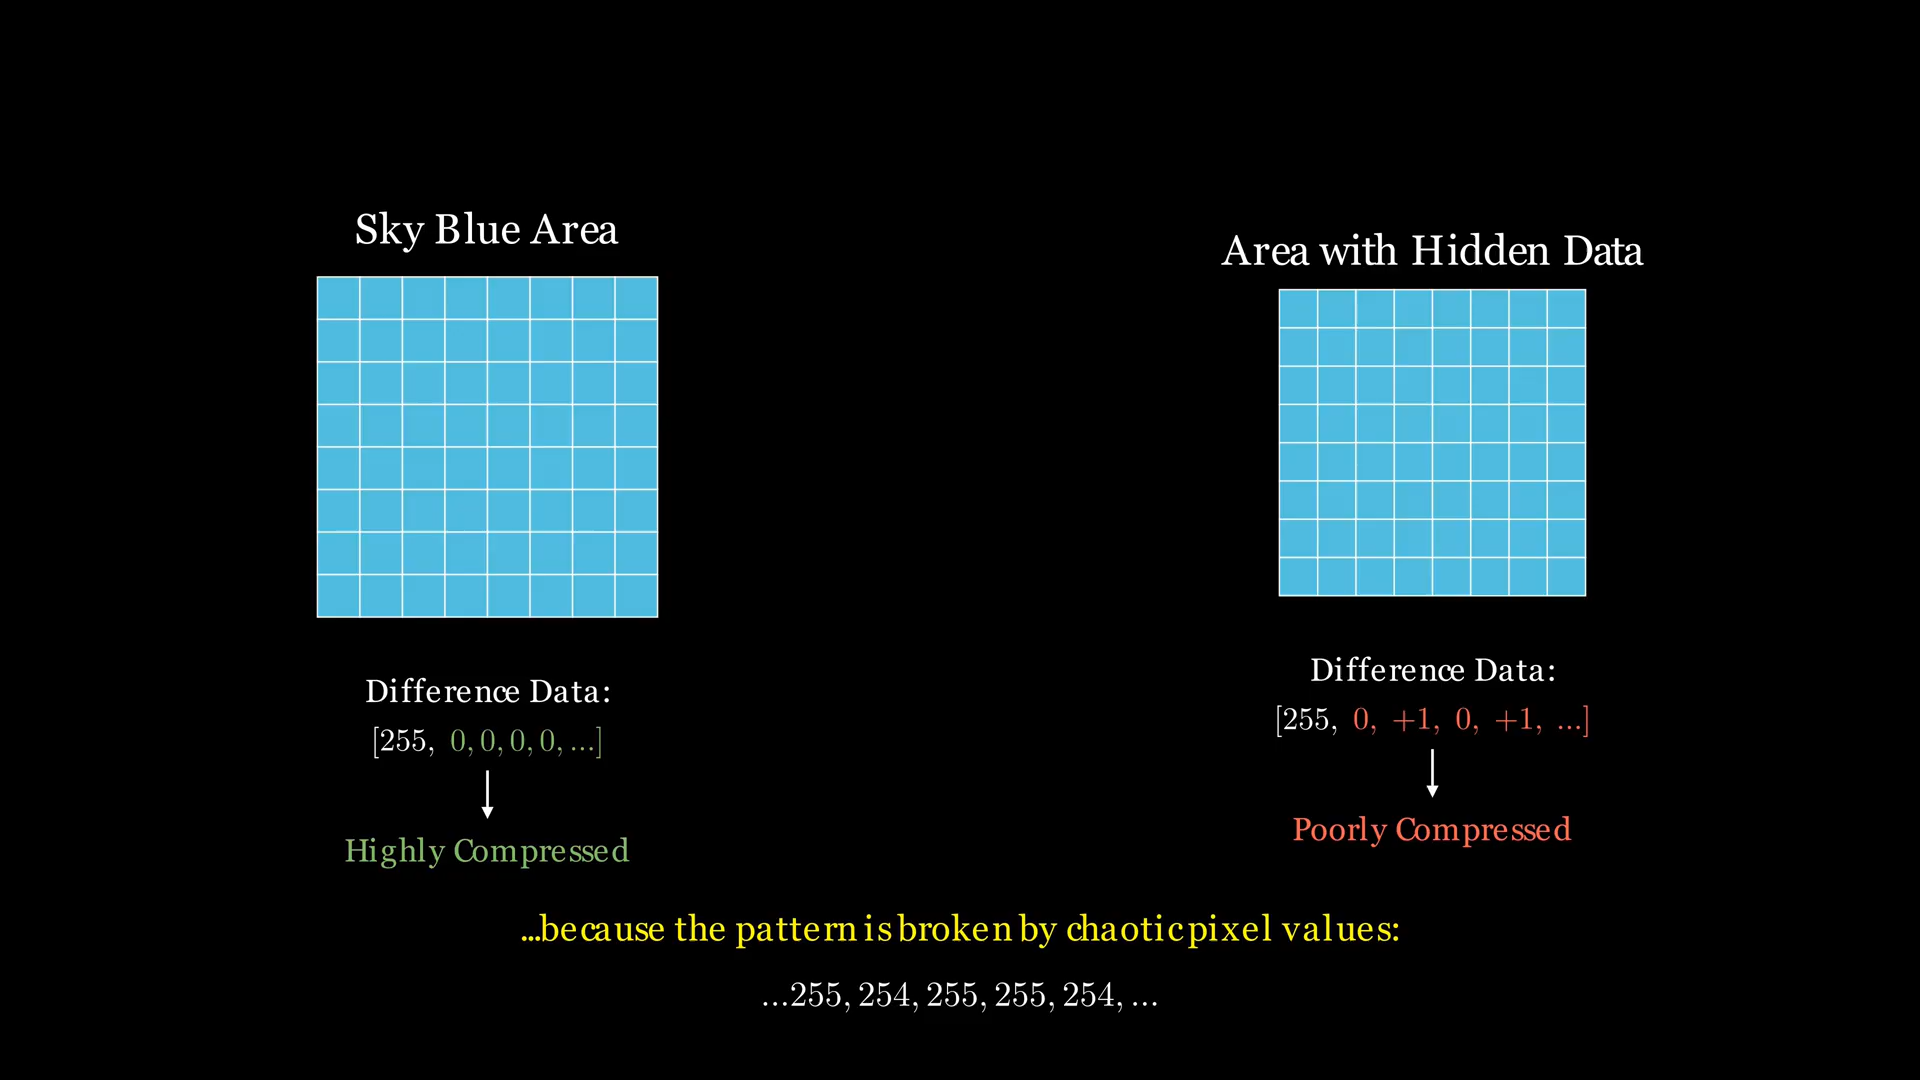 Sky Blue Area
Difference Data:
[255, 0, 0, 0, 0, ...]
Highly Compressed
Area with Hidden Data
Difference Data:
[255, 0, +1, 0, +1, ...]
Poorly Compressed
...because the pattern is broken by chaotic pixel values:
...255, 254, 255, 255, 254, ...